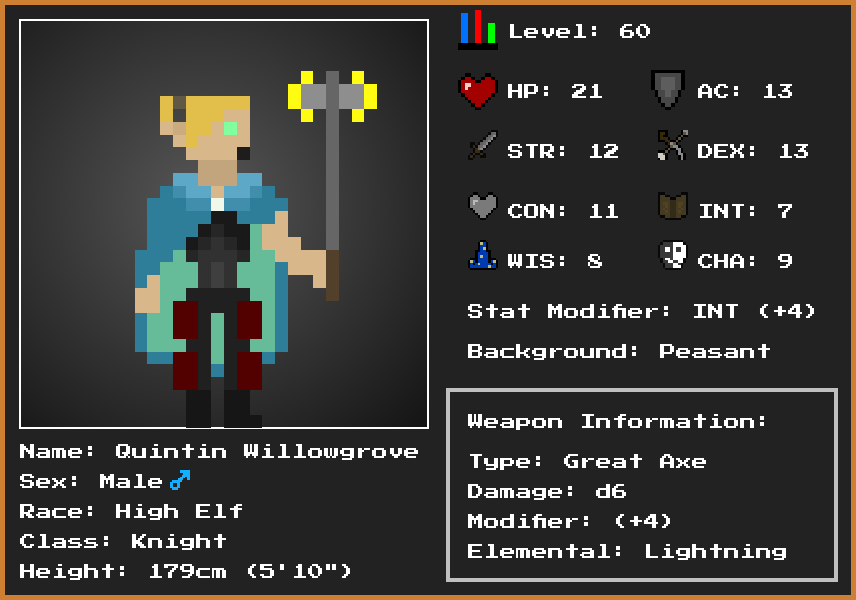 Level: 60
HP: 21
AC: 13
STR: 12
DEX: 13
CON: 11
INT: 7
WIS: 8
CHA: 9
Stat Modifier: INT (+4)
Background: Peasant
Weapon Information:
Type: Great Axe
Damage: d6
Modifier: (+4)
Elemental: Lightning
Name: Quintin Willowgrove
Sex: Male ♂
Race: High Elf
Class: Knight
Height: 179cm (5'10")